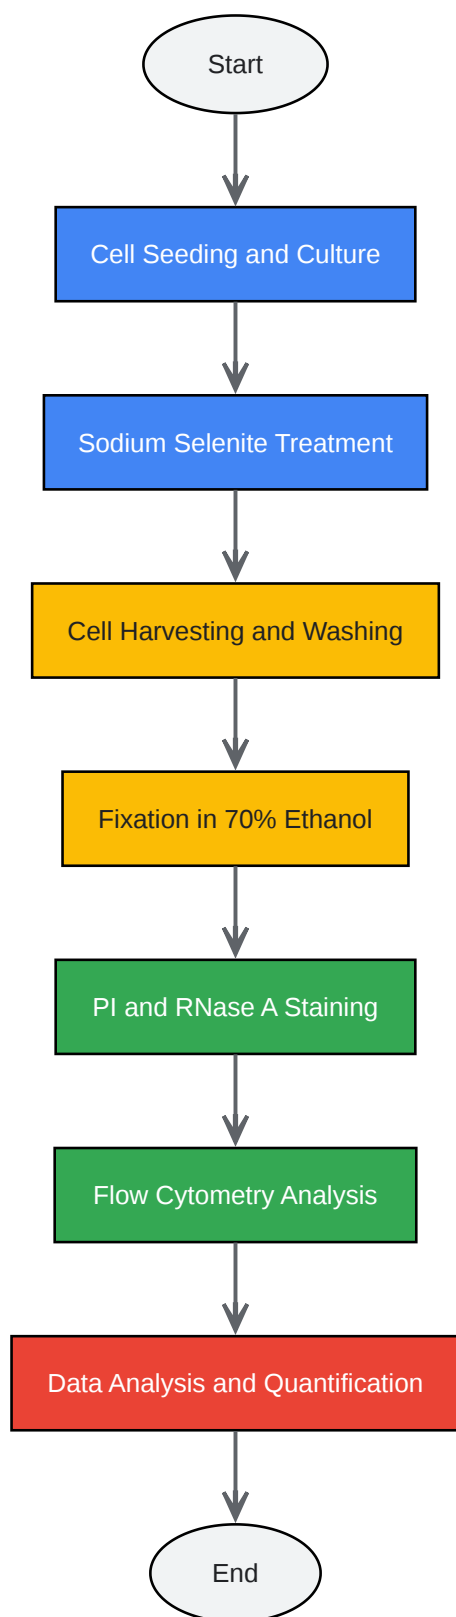 Start
Cell Seeding and Culture
Sodium Selenite Treatment
Cell Harvesting and Washing
Fixation in 70% Ethanol
PI and RNase A Staining
Flow Cytometry Analysis
Data Analysis and Quantification
End